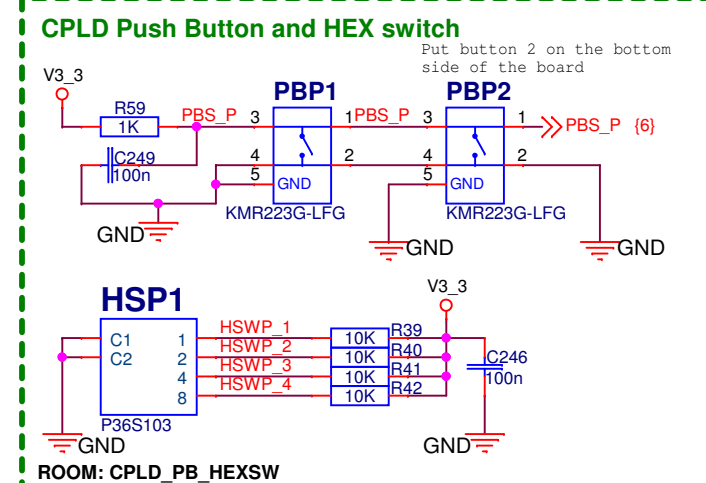 CPLD Push Button and HEX switch
Put button 2 on the bottom
side of the board
V3_3
PBP1
PBP2
R59
1K
PBS_P
3
1
PBS_P
3
1
PBS_P {6}
C249
100n
4
2
4
2
5
GND
5
GND
KMR223G-LFG
KMR223G-LFG
GND
GND
GND
V3_3
HSP1
C1
1
HSWP_1
10K
R39
C2
2
HSWP_2
10K
R40
C246
4
HSWP_3
10K
R41
100n
8
HSWP_4
10K
R42
P36S103
GND
GND
ROOM: CPLD_PB_HEXSW